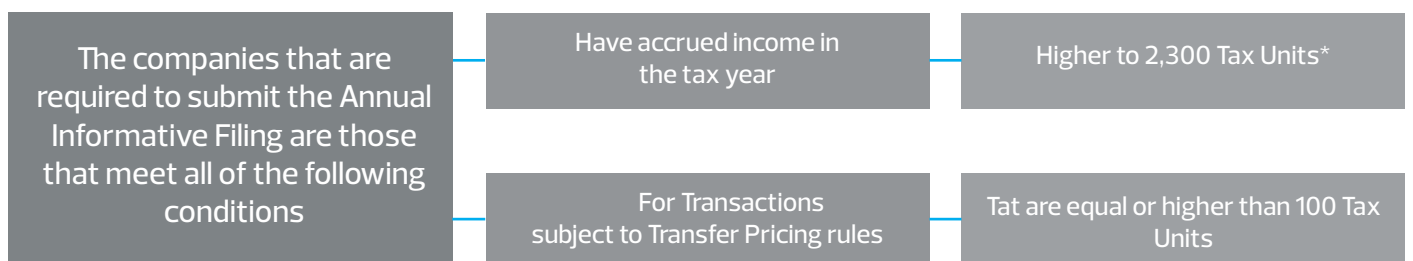 The companies that are
required to submit the Annual
Informative Filing are those
that meet all of the following
conditions
Have accrued income in
the tax year
Higher to 2,300 Tax Units*
For Transactions
subject to Transfer Pricing rules
Tat are equal or higher than 100 Tax
Units